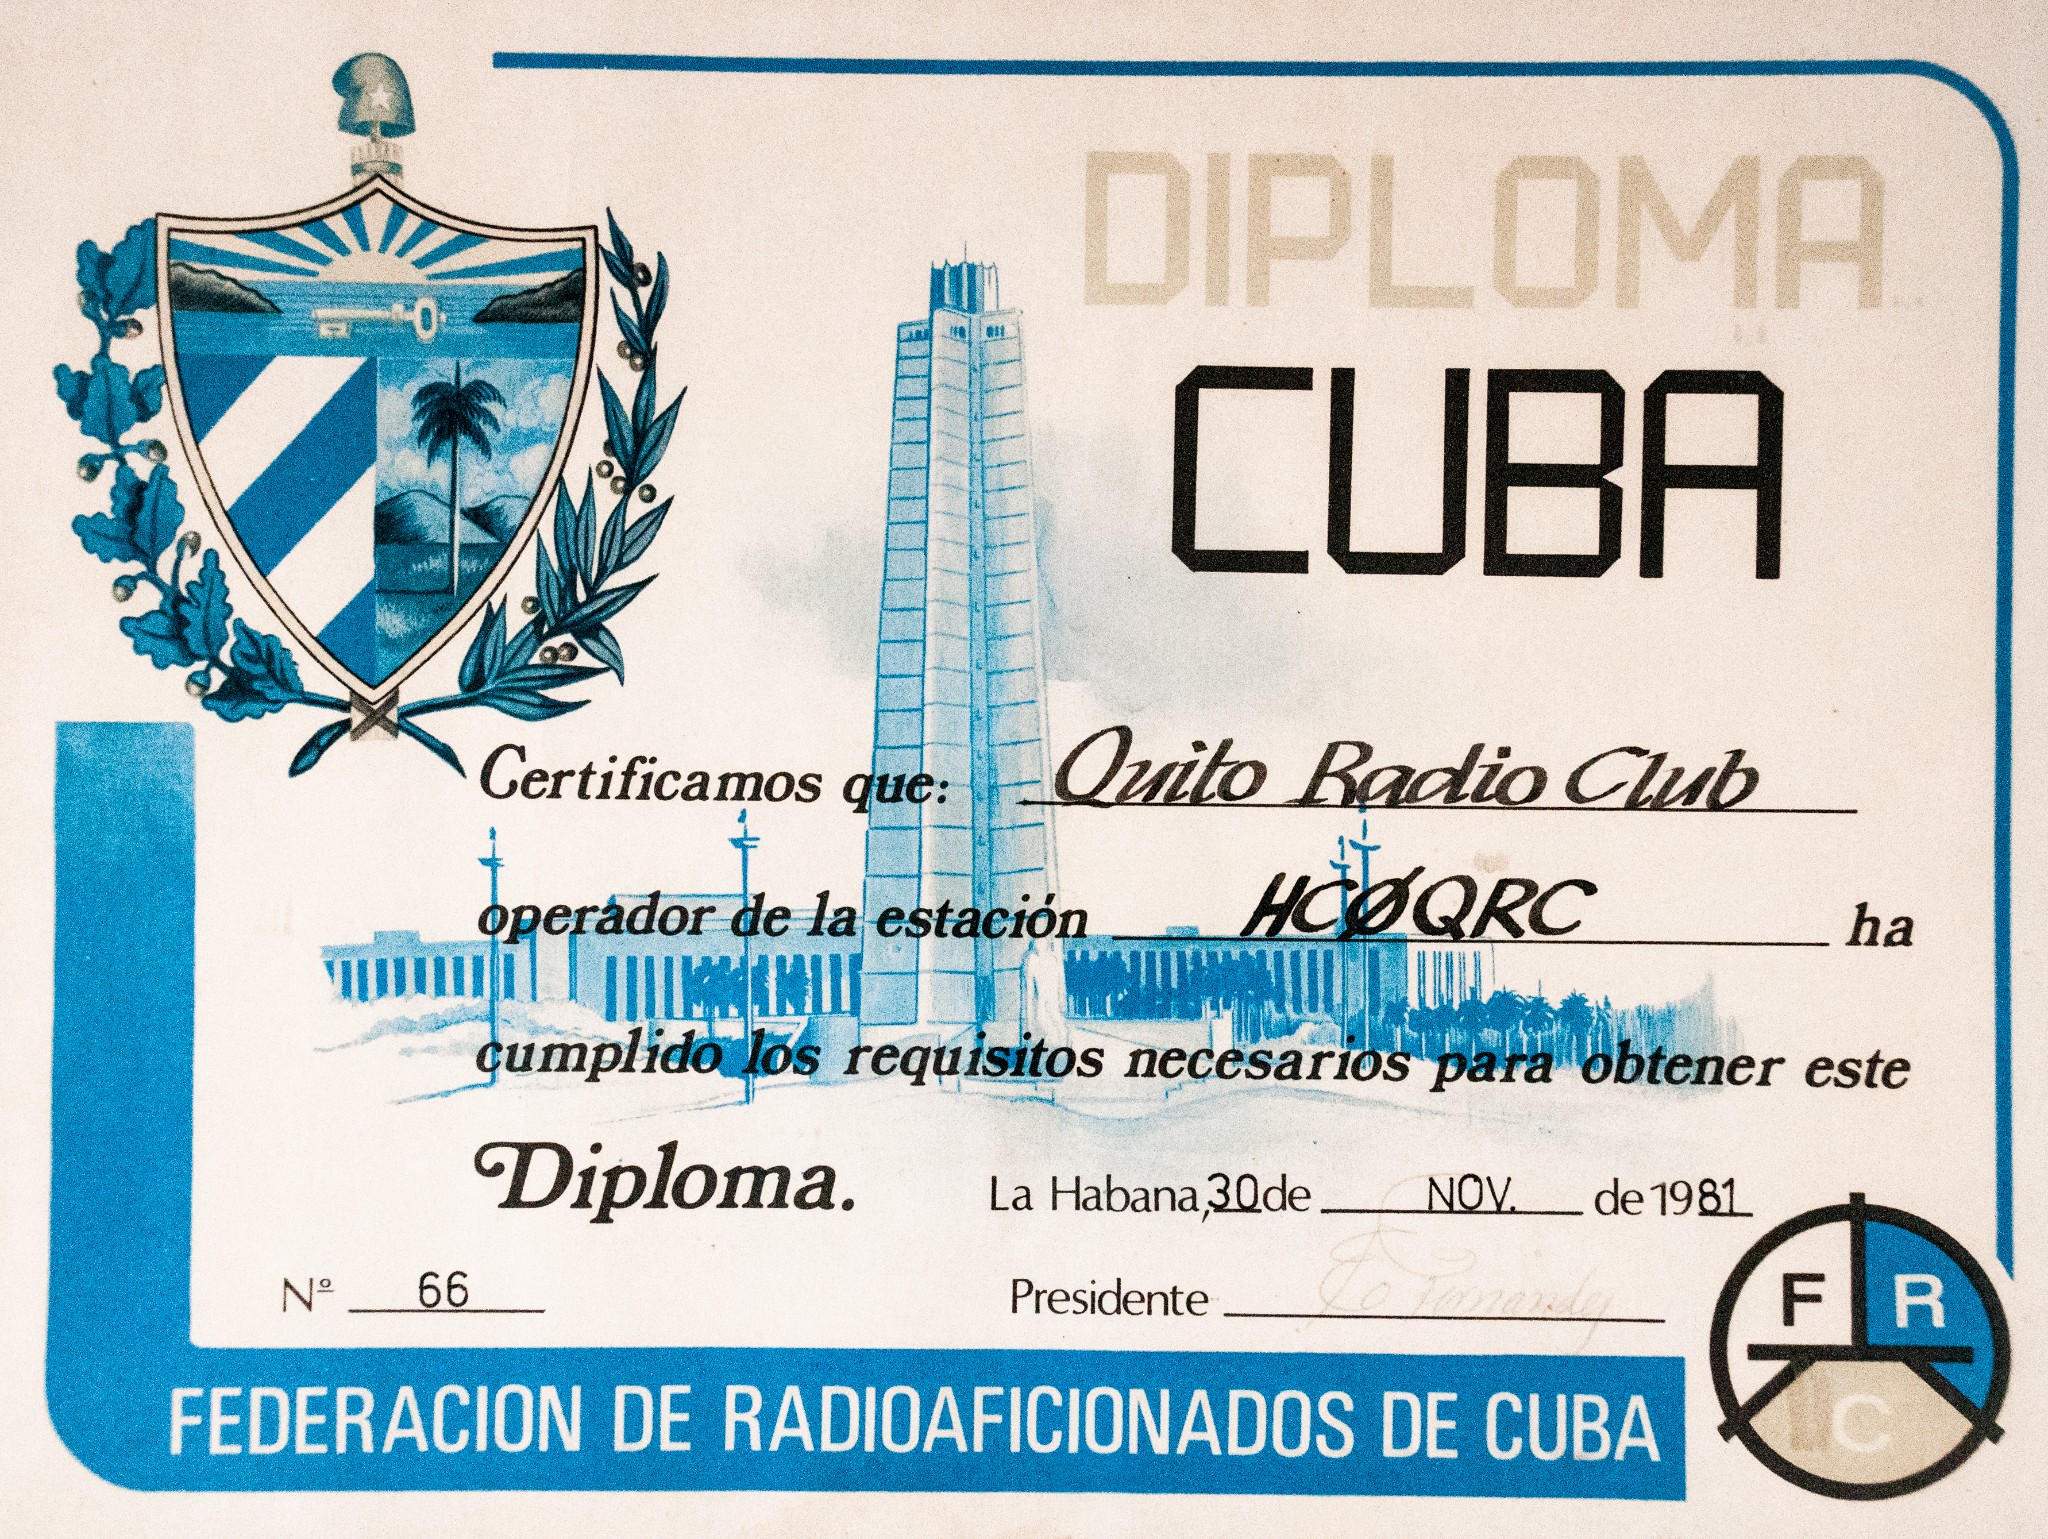 DIPLOMA
CUBA
Certificamos que: Quito Radio Club
operador de la estación HCØQRC ha
cumplido los requisitos necesarios para obtener este
Diploma.
La Habana, 30 de NOV. de 1981
Nº 66
Presidente Fernandez
FEDERACION DE RADIOAFICIONADOS DE CUBA
F R
C